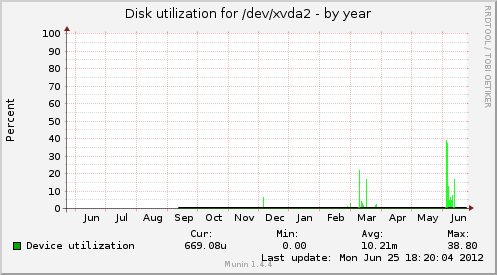 Disk utilization for /dev/xvda2 - by year
RRDTOOL / TOBI OETIKER
Percent
100
90
80
70
60
50
40
30
20
10
0
Jun Jul Aug Sep Oct Nov Dec Jan Feb Mar Apr May Jun
Cur: Min: Avg: Max:
Device utilization 669.08u 0.00 10.21m 38.80
Last update: Mon Jun 25 18:20:04 2012
Munin 1.4.4